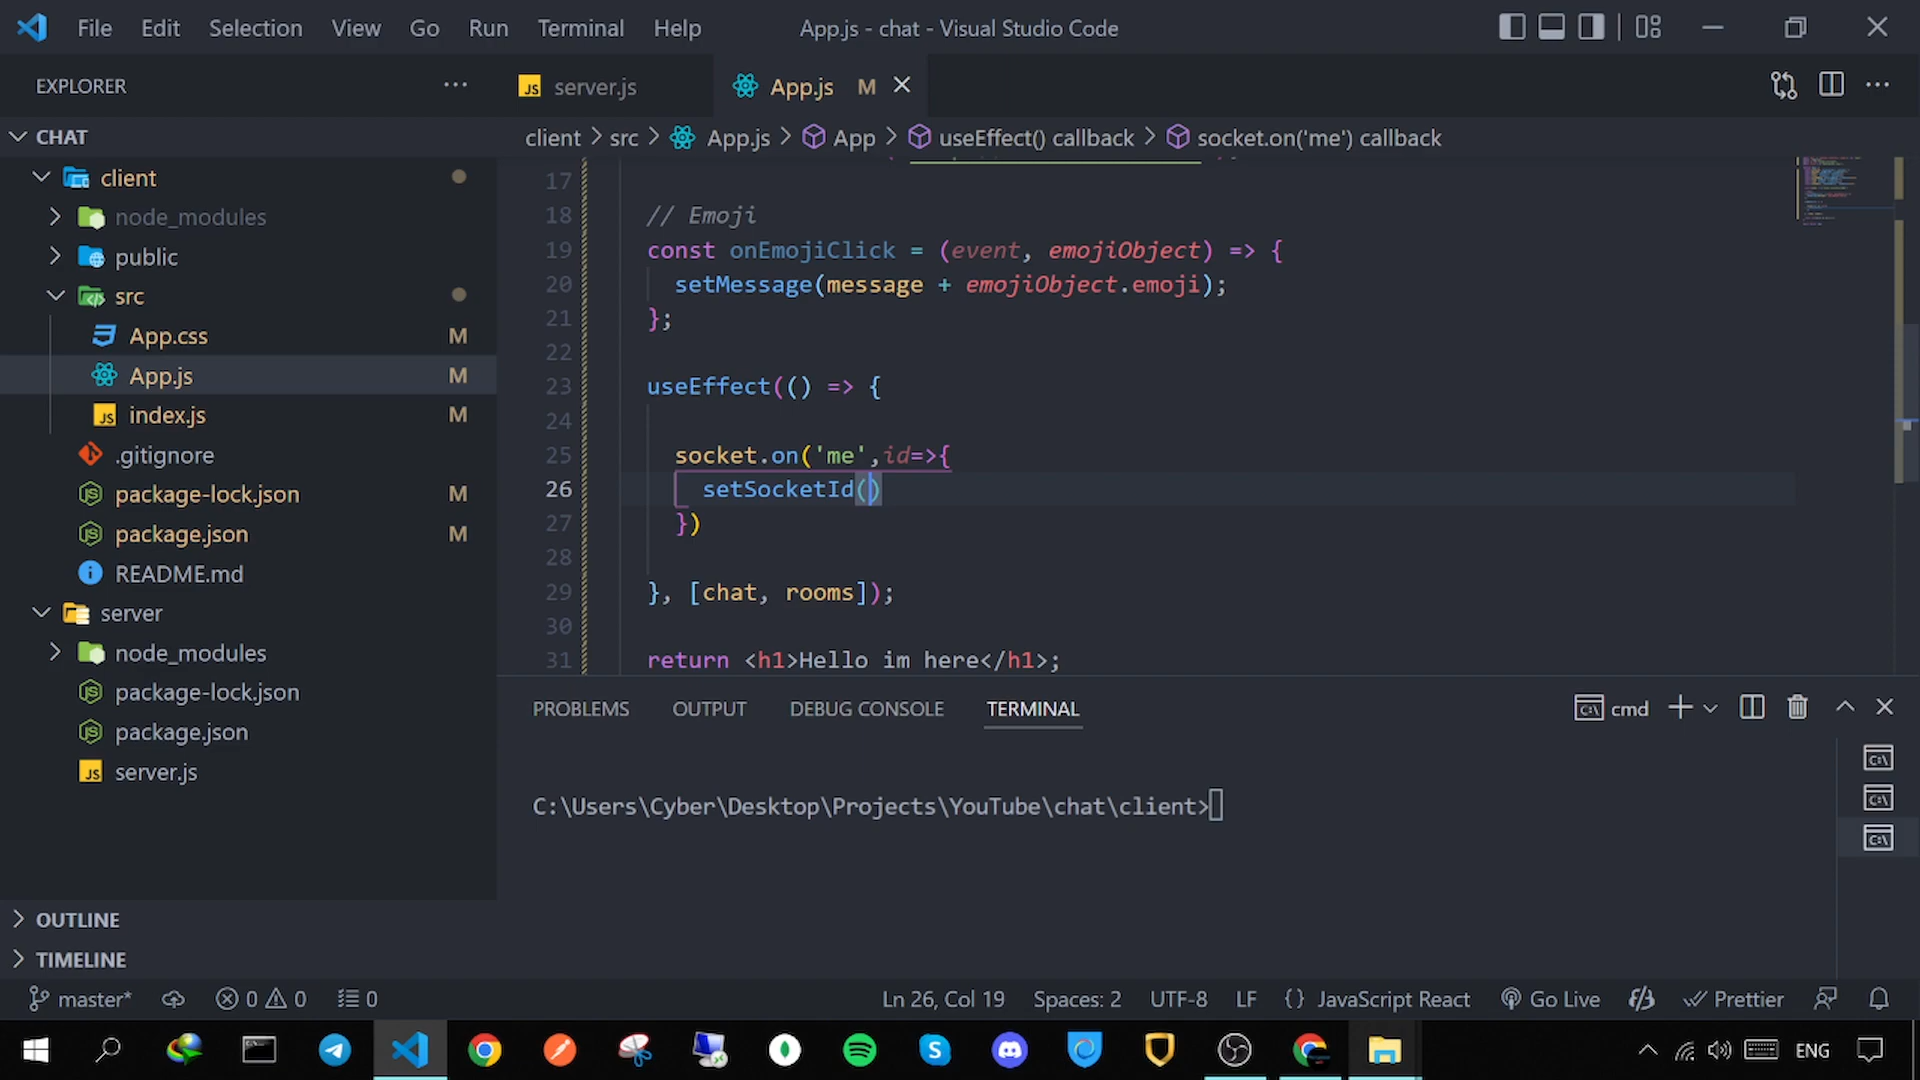 File Edit Selection View Go Run Terminal Help App.js - chat - Visual Studio Code
EXPLORER
server.js
App.js M
CHAT
client > src > App.js > App > useEffect() callback > socket.on('me') callback
client
node_modules
public
src
App.css M
App.js M
index.js M
.gitignore
package-lock.json M
package.json M
README.md
server
node_modules
package-lock.json
package.json
server.js
OUTLINE
TIMELINE
17
18 // Emoji
19 const onEmojiClick = (event, emojiObject) => {
20 setMessage(message + emojiObject.emoji);
21 };
22
23 useEffect(() => {
24
25 socket.on('me',id=>{
26 setSocketId()
27 })
28
29 }, [chat, rooms]);
30
31 return <h1>Hello im here</h1>;
PROBLEMS OUTPUT DEBUG CONSOLE TERMINAL
cmd
C:\Users\Cyber\Desktop\Projects\YouTube\chat\client>
master* 0 0 0 Ln 26, Col 19 Spaces: 2 UTF-8 LF {} JavaScript React Go Live Prettier
ENG